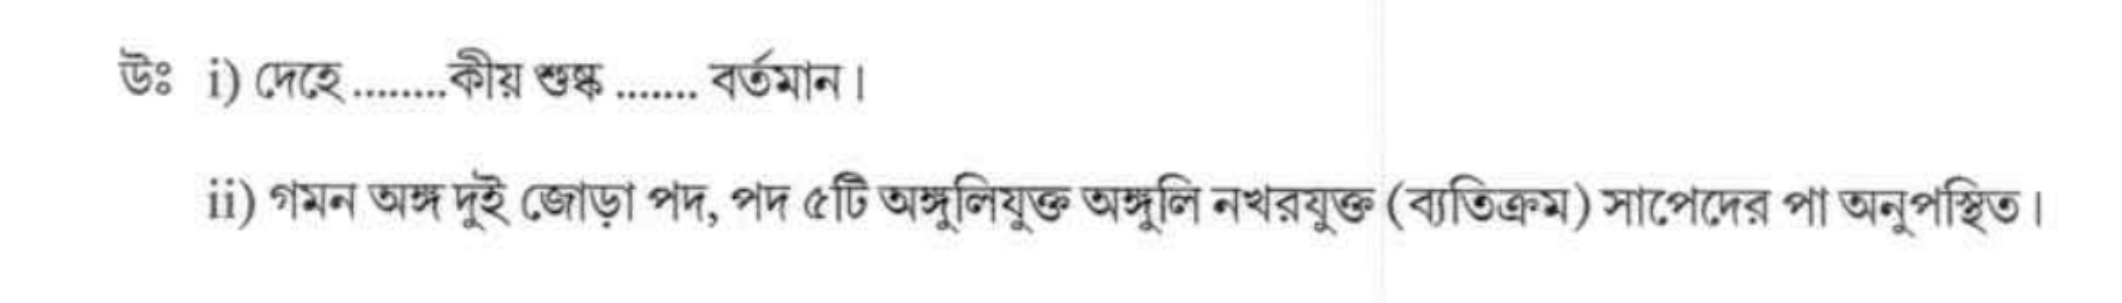 উঃ i) দেহে ........কীয় শুষ্ক ....... বর্তমান।
ii) গমন অঙ্গ দুই জোড়া পদ, পদ ৫টি অঙ্গুলিযুক্ত অঙ্গুলি নখরযুক্ত (ব্যতিক্রম) সাপেদের পা অনুপস্থিত।